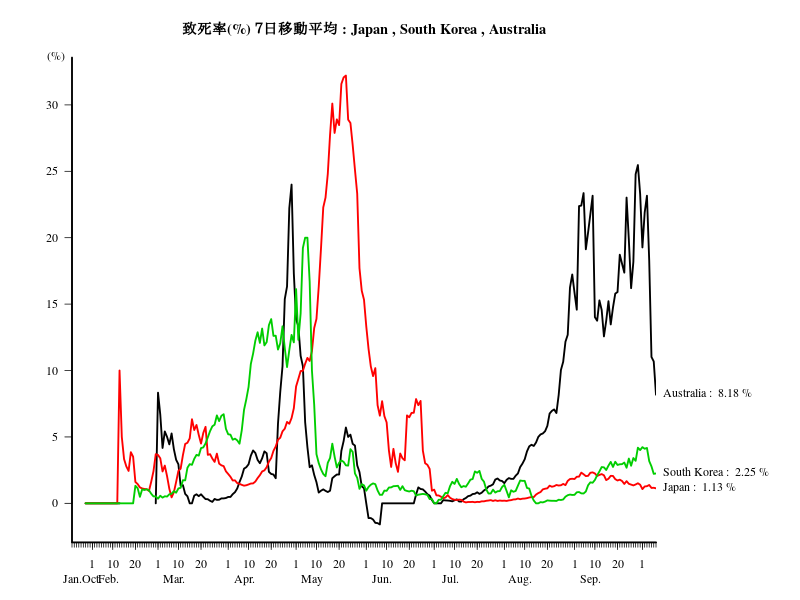 致死率(%) 7日移動平均 : Japan , South Korea , Australia
(%)
30
25
20
15
10
5
0
Australia : 8.18 %
South Korea : 2.25 %
Japan : 1.13 %
1 10 20 1 10 20 1 10 20 1 10 20 1 10 20 1 10 20 1 10 20 1 10 20 1
Jan.Oct.Feb. Mar. Apr. May Jun. Jul. Aug. Sep.